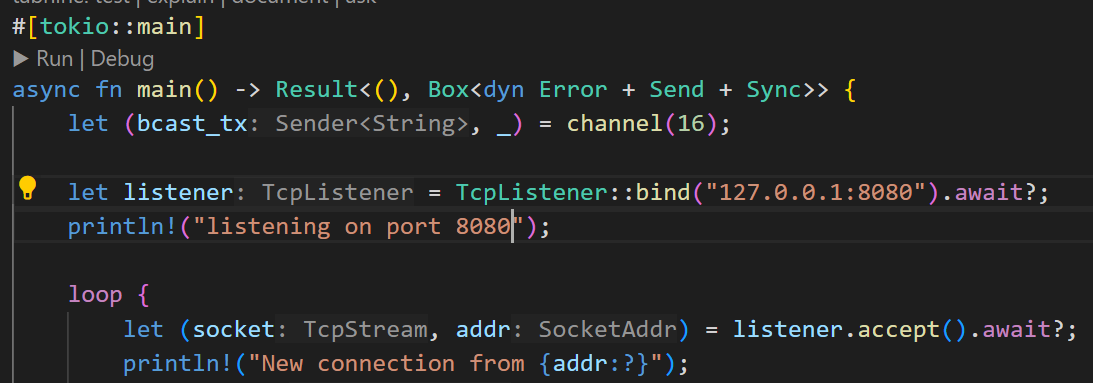 tabnine: test | explain | document | ask
#[tokio::main]
▶ Run | Debug
async fn main() -> Result<(), Box<dyn Error + Send + Sync>> {
    let (bcast_tx: Sender<String>, _) = channel(16);
    let listener: TcpListener = TcpListener::bind("127.0.0.1:8080").await?;
    println!("listening on port 8080");
    loop {
        let (socket: TcpStream, addr: SocketAddr) = listener.accept().await?;
        println!("New connection from {addr:?}");